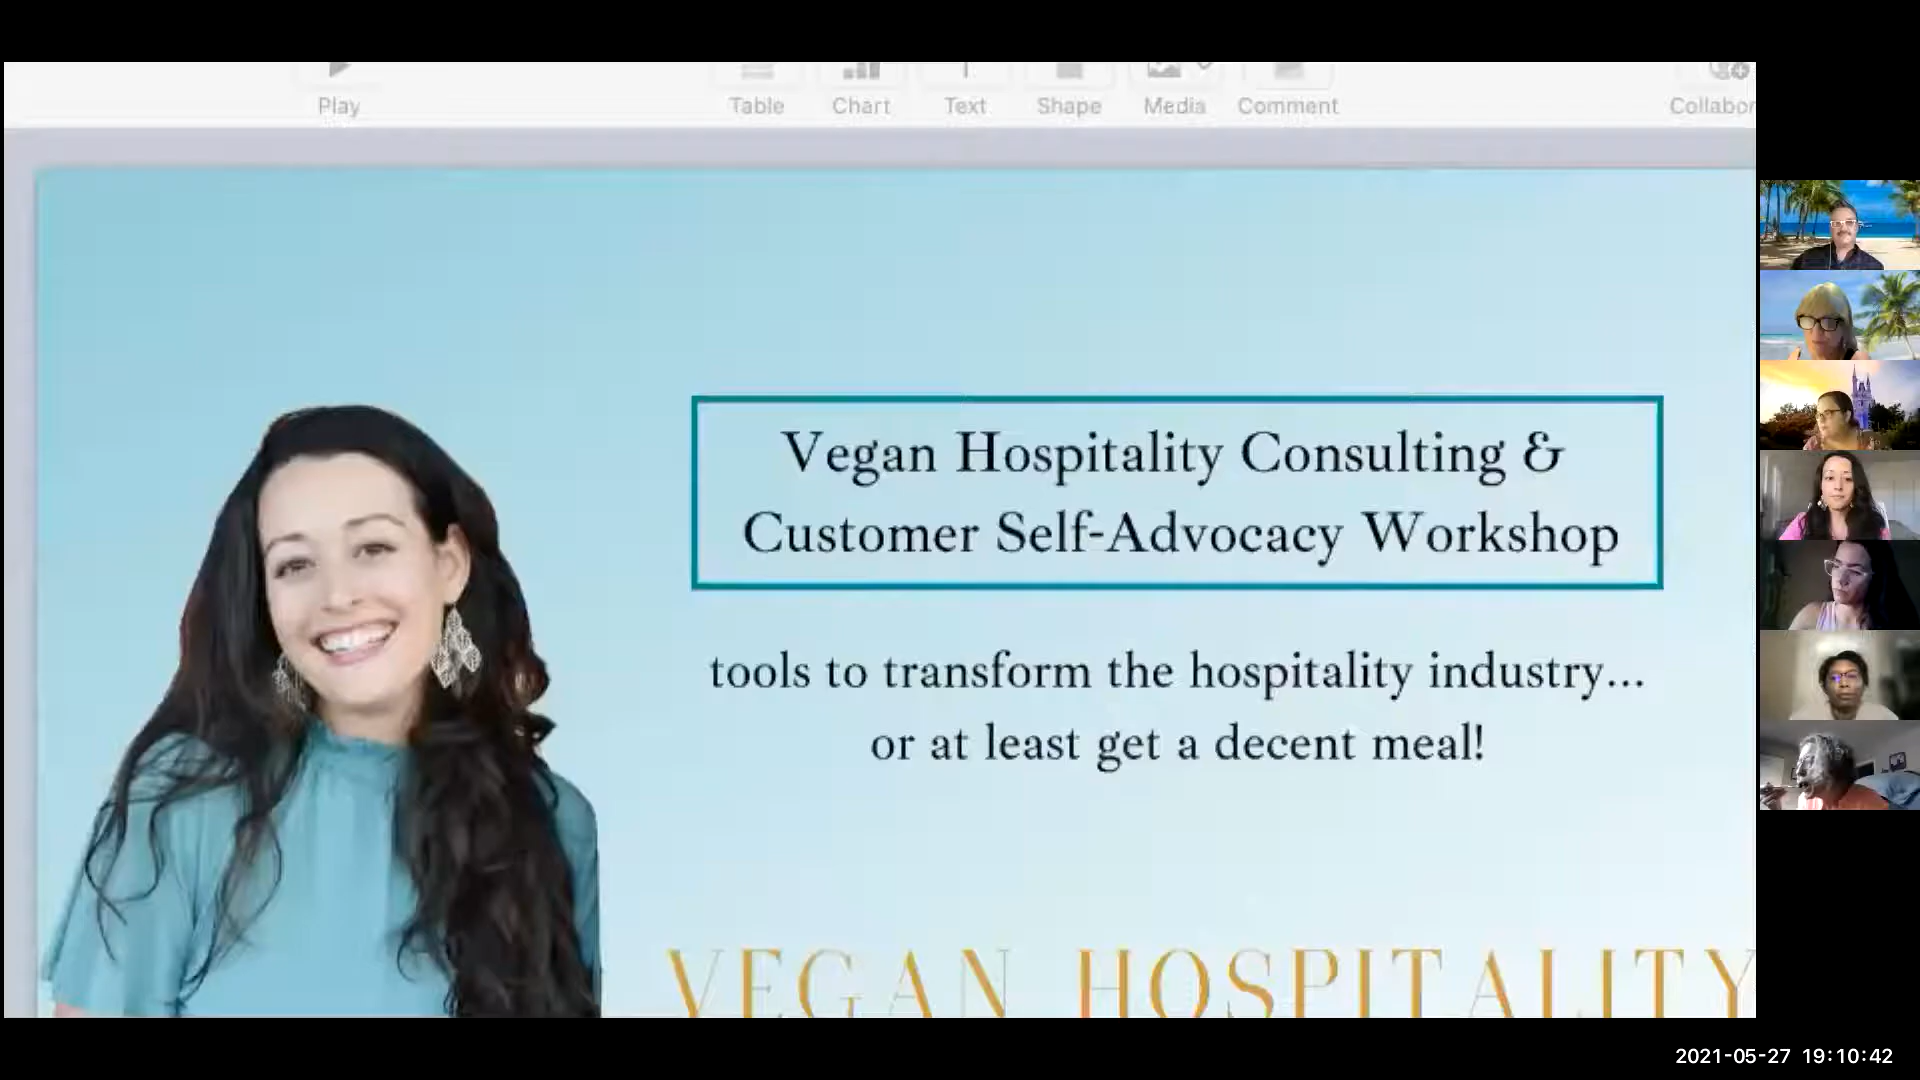 Play
Table
Chart
Text
Shape
Media
Comment
Collabor
Vegan Hospitality Consulting &
Customer Self-Advocacy Workshop
tools to transform the hospitality industry...
or at least get a decent meal!
VEGAN HOSPITALITY
2021-05-27 19:10:42